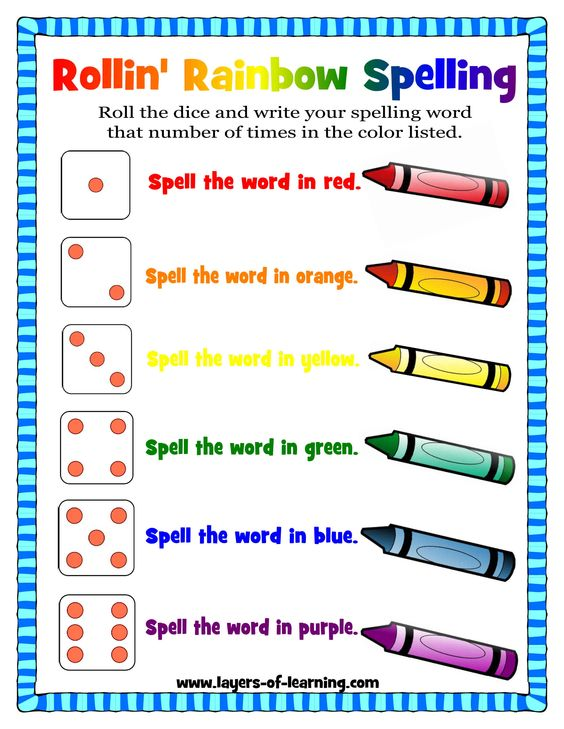 Rollin' Rainbow Spelling
Roll the dice and write your spelling word
that number of times in the color listed.
Spell the word in red.
Spell the word in orange.
Spell the word in yellow.
Spell the word in green.
Spell the word in blue.
Spell the word in purple.
www.layers-of-learning.com